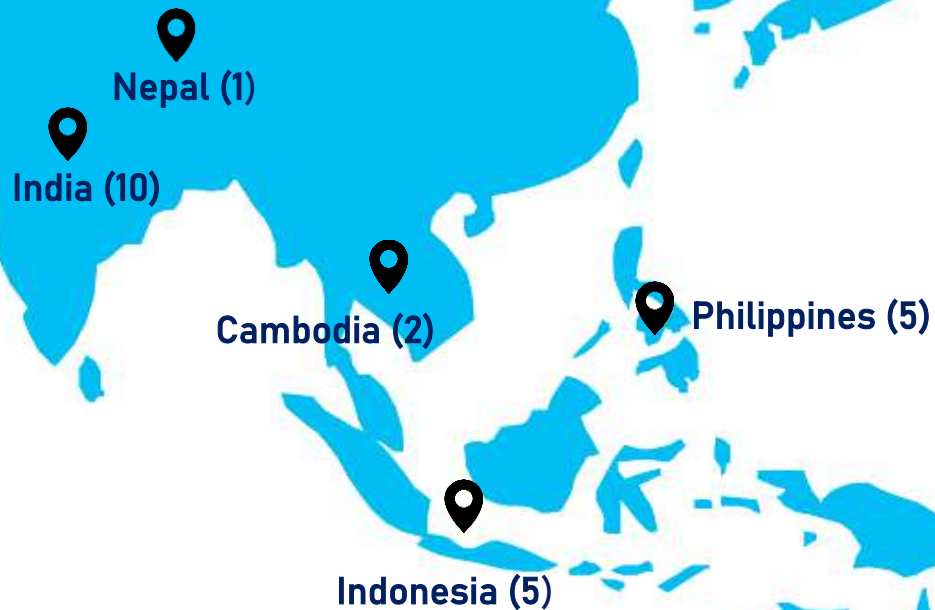 Nepal (1)
India (10)
Cambodia (2)
Philippines (5)
Indonesia (5)